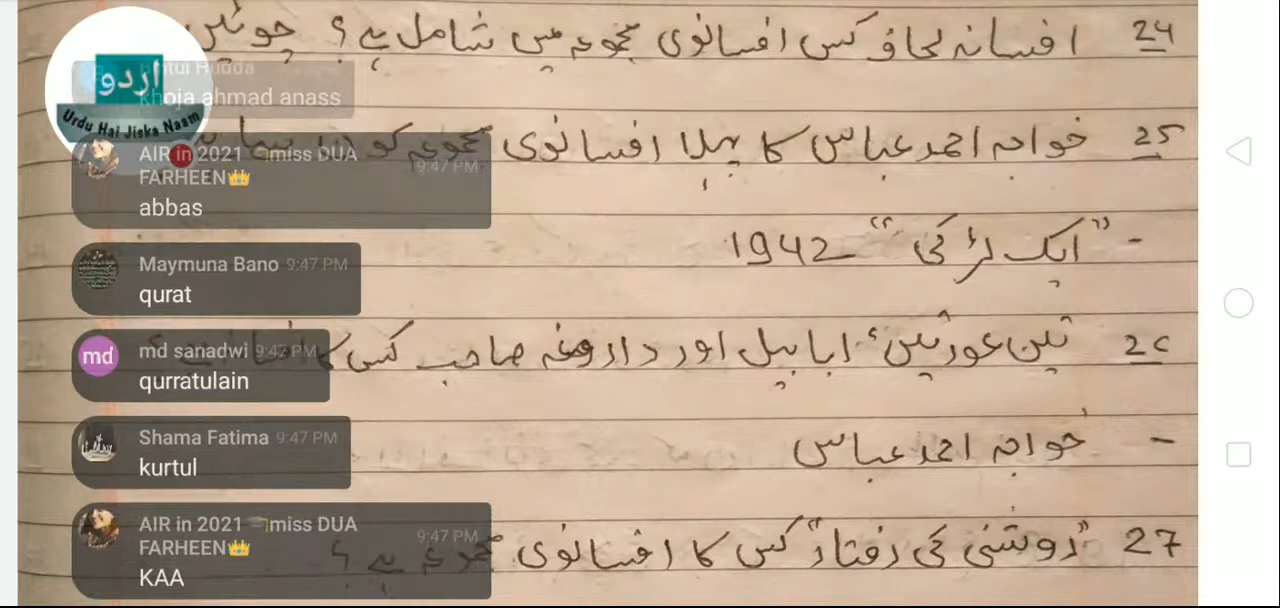 24 افسانہ لحاف کس افسانوی مجموعہ میں شامل ہے؟ چوٹیں
اردو
Urdu Hai Jiska Naam
Hudda
khoja ahmad anass
25 خواجہ احمد عباس کا پہلا افسانوی مجموعہ کو
AIR in 2021 miss DUA
FARHEEN👑 9:47 PM
abbas
- "ایک لڑکی" 1942
Maymuna Bano 9:47 PM
qurat
26 تین عورتیں، ابابیل اور داروغہ صاحب کس کا
md
md sanadwi 9:47 PM
qurratulain
- خواجہ احمد عباس
Shama Fatima 9:47 PM
kurtul
27 "روشنی کی رفتار" کس کا افسانوی مجموعہ ہے؟
AIR in 2021 miss DUA
FARHEEN👑 9:47 PM
KAA